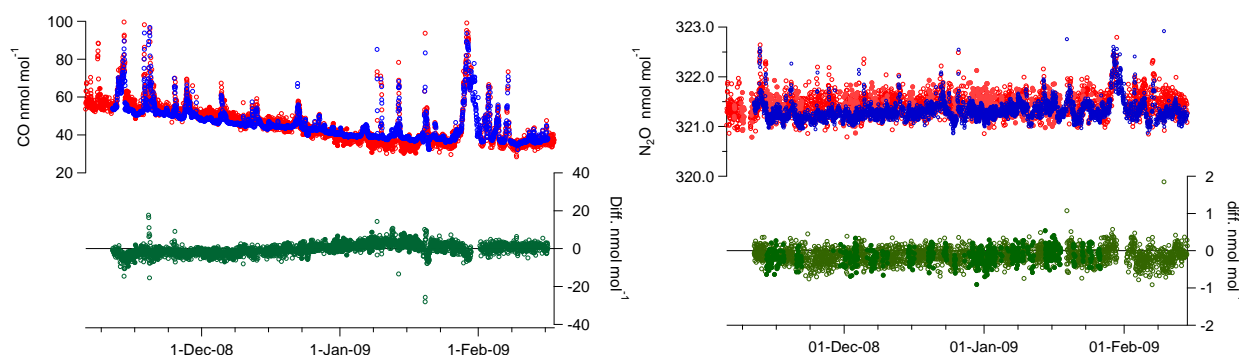 100
80
60
40
20
CO nmol mol⁻¹
40
20
0
-20
-40
Diff. nmol mol⁻¹
1-Dec-08
1-Jan-09
1-Feb-09
323.0
322.0
321.0
320.0
N₂O nmol mol⁻¹
2
1
0
-1
-2
diff. nmol mol⁻¹
01-Dec-08
01-Jan-09
01-Feb-09